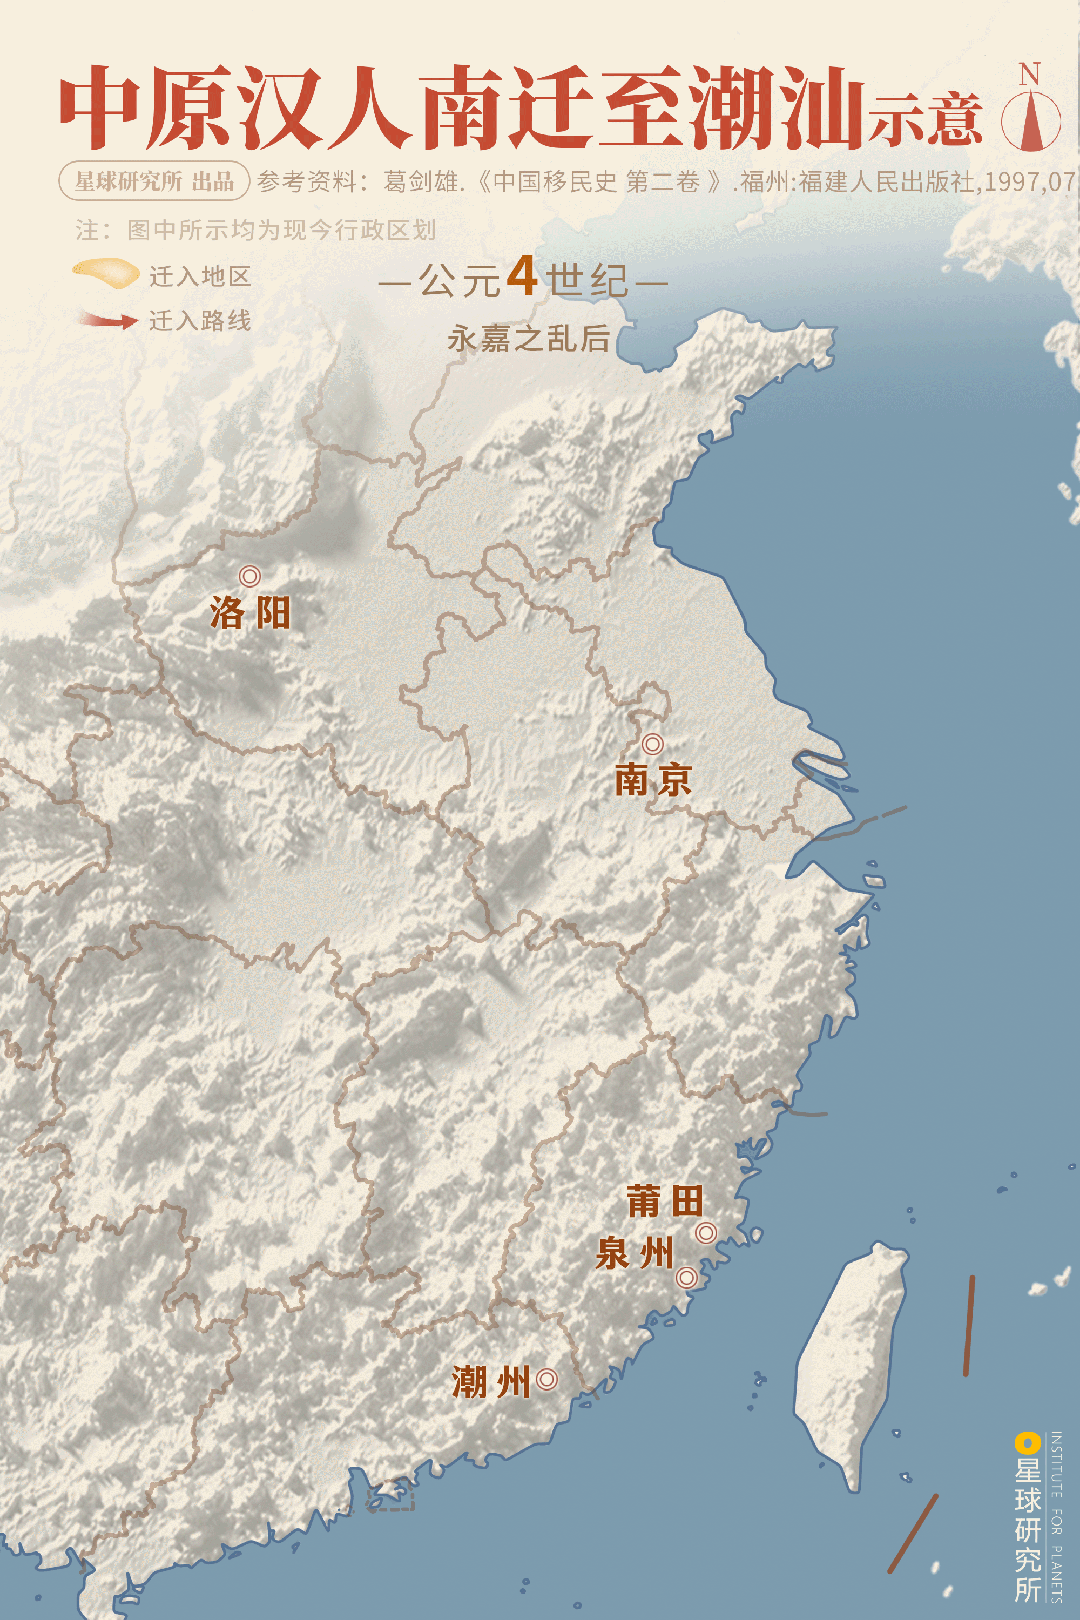 中原汉人南迁至潮汕示意
N
星球研究所 出品
参考资料：葛剑雄.《中国移民史 第二卷 》.福州:福建人民出版社,1997,07
注：图中所示均为现今行政区划
迁入地区
迁入路线
—公元4世纪—
永嘉之乱后
洛阳
南京
莆田
泉州
潮州
星球研究所
INSTITUTE FOR PLANETS